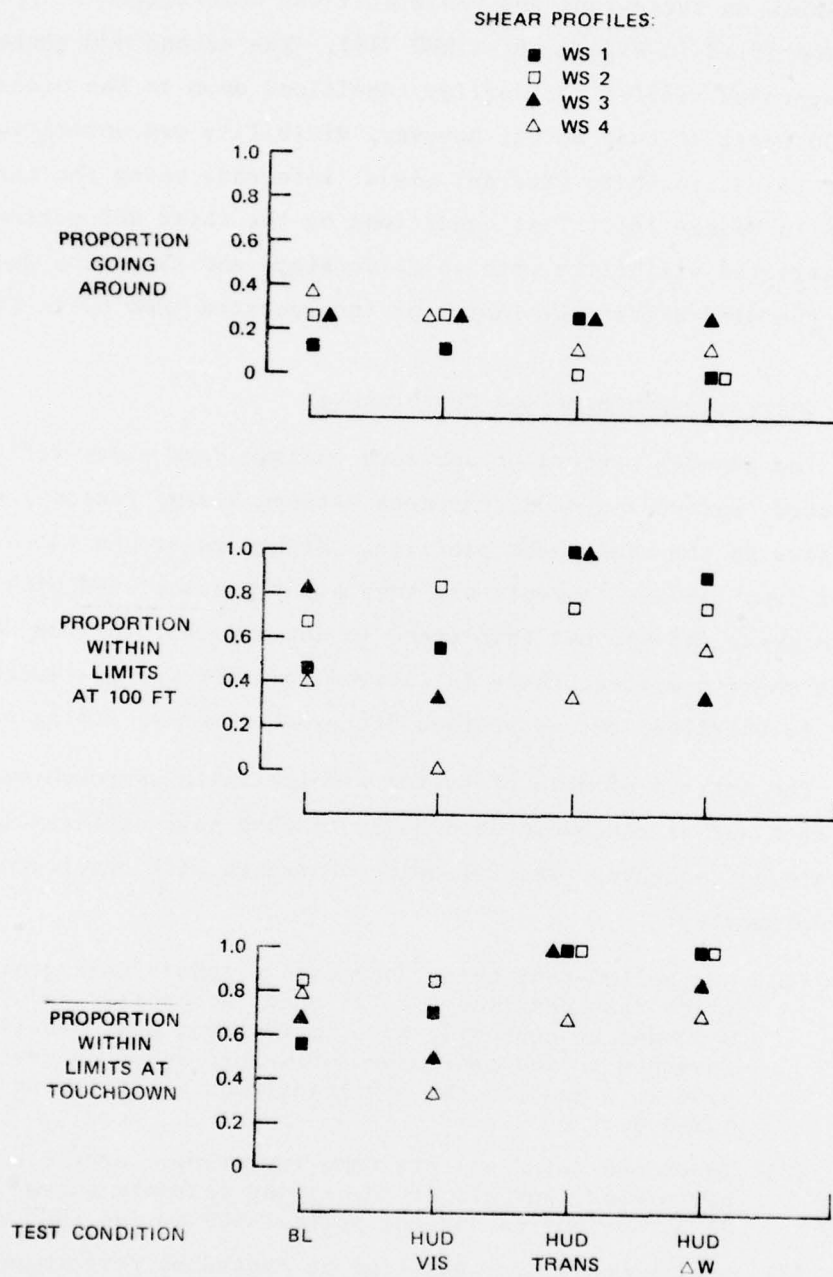 SHEAR PROFILES:
■ WS 1
□ WS 2
▲ WS 3
△ WS 4
1.0
0.8
0.6
0.4
0.2
0
PROPORTION
GOING
AROUND
1.0
0.8
0.6
0.4
0.2
0
PROPORTION
WITHIN
LIMITS
AT 100 FT
1.0
0.8
0.6
0.4
0.2
0
PROPORTION
WITHIN
LIMITS AT
TOUCHDOWN
TEST CONDITION
BL
HUD
VIS
HUD
TRANS
HUD
△W